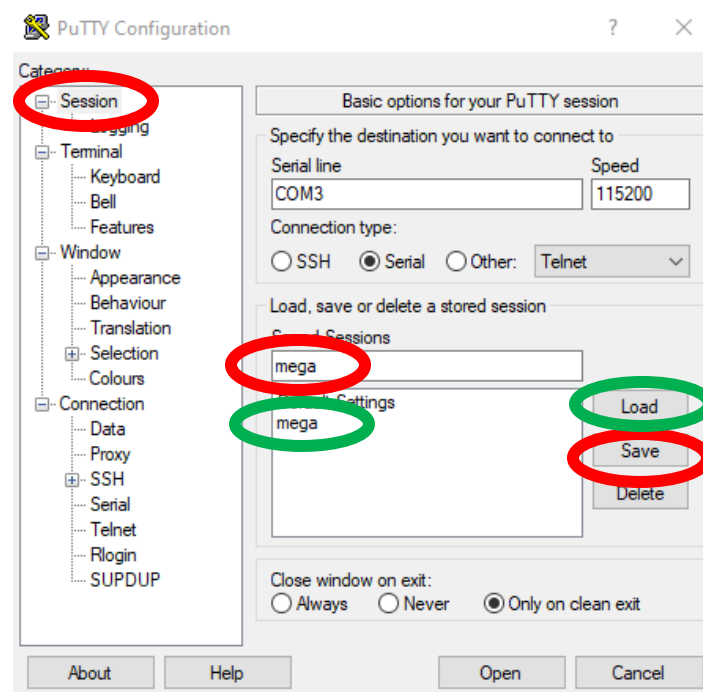 PuTTY Configuration
?
Category:
Session
Logging
Terminal
Keyboard
Bell
Features
Window
Appearance
Behaviour
Translation
Selection
Colours
Connection
Data
Proxy
SSH
Serial
Telnet
Rlogin
SUPDUP
Basic options for your PuTTY session
Specify the destination you want to connect to
Serial line Speed
COM3 115200
Connection type:
SSH Serial Other: Telnet
Load, save or delete a stored session
Saved Sessions
mega
Default Settings
mega
Load
Save
Delete
Close window on exit:
Always Never Only on clean exit
About Help Open Cancel